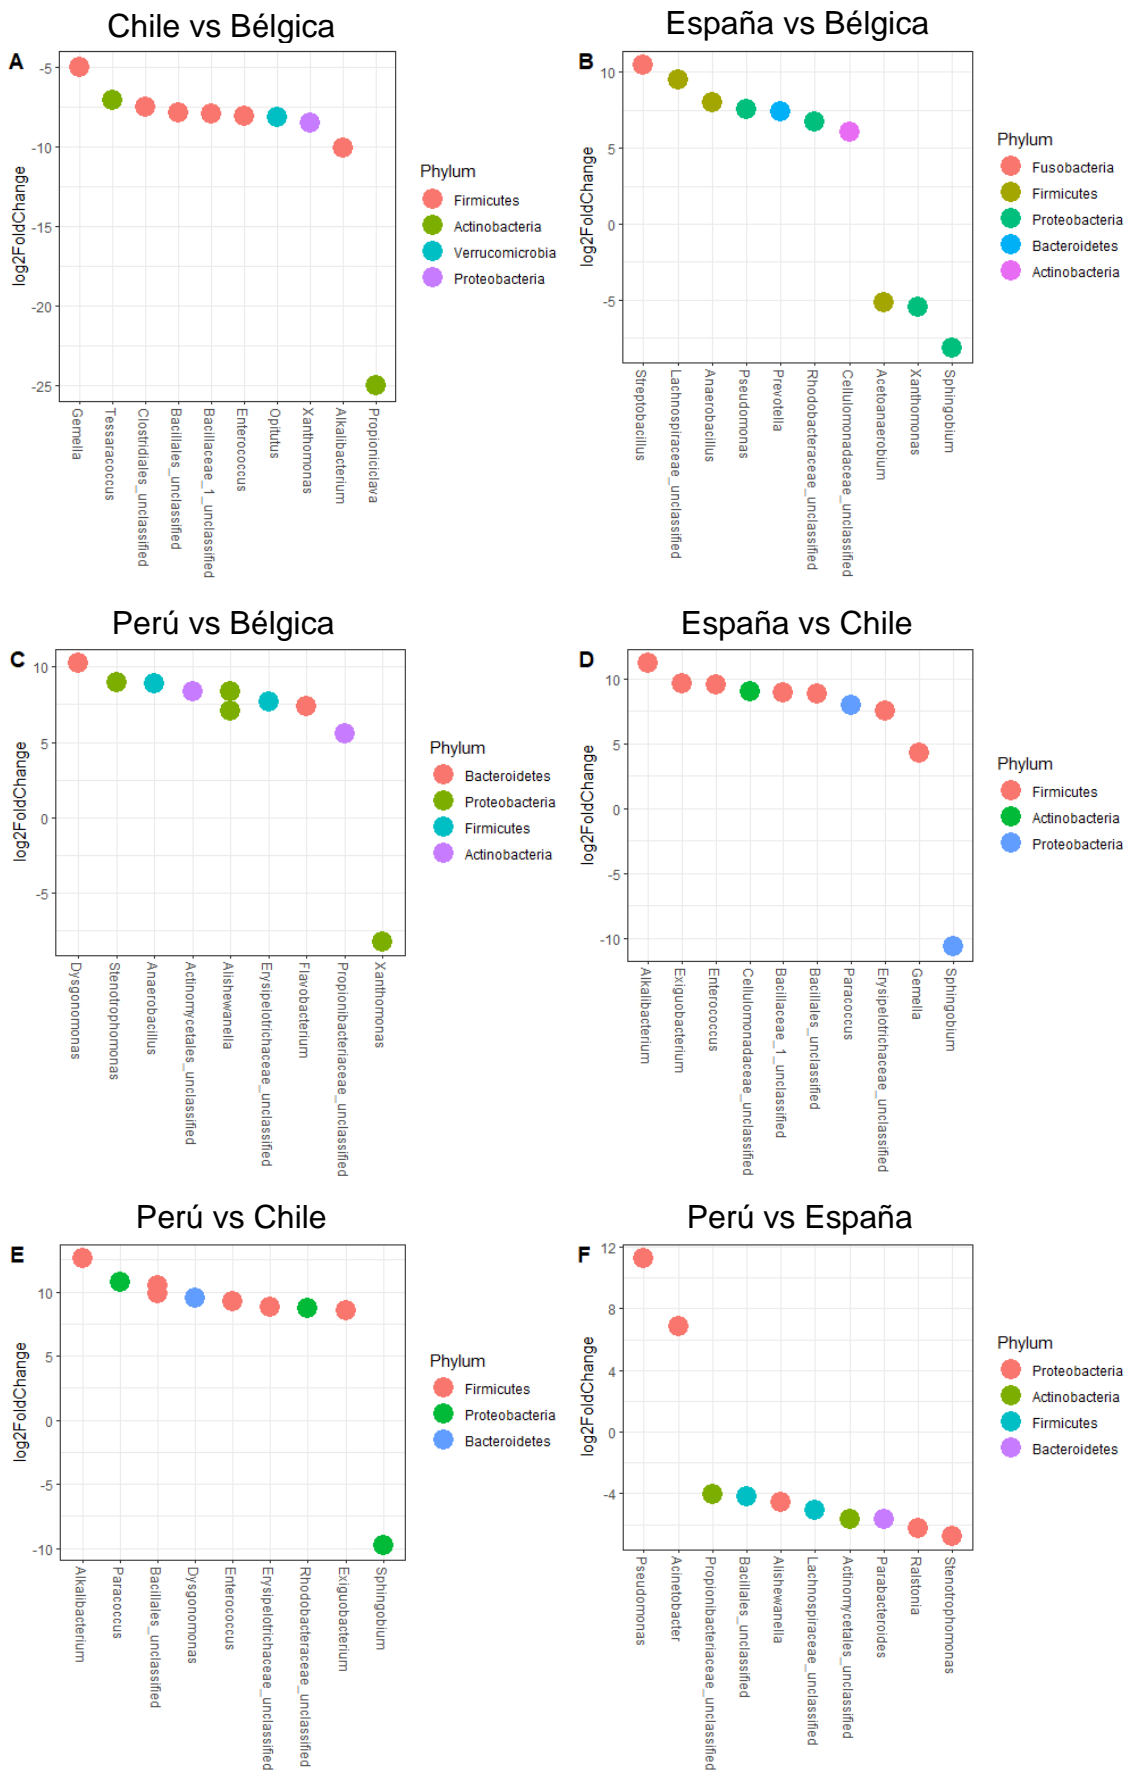 Chile vs Bélgica
A
-5
-10
-15
-20
-25
log2FoldChange
Gemella
Tessaracoccus
Clostridiales_unclassified
Bacillales_unclassified
Bacillaceae_1_unclassified
Enterococcus
Opitutus
Xanthomonas
Alkalibacterium
Propioniciclava
Phylum
Firmicutes
Actinobacteria
Verrucomicrobia
Proteobacteria
España vs Bélgica
B
10
5
0
-5
log2FoldChange
Streptobacillus
Lachnospiraceae_unclassified
Anaerobacillus
Pseudomonas
Prevotella
Rhodobacteraceae_unclassified
Cellulomonadaceae_unclassified
Acetoanaerobium
Xanthomonas
Sphingobium
Phylum
Fusobacteria
Firmicutes
Proteobacteria
Bacteroidetes
Actinobacteria
Perú vs Bélgica
C
10
5
0
-5
log2FoldChange
Dysgonomonas
Stenotrophomonas
Anaerobacillus
Actinomycetales_unclassified
Alishewanella
Erysipelotrichaceae_unclassified
Flavobacterium
Propionibacteriaceae_unclassified
Xanthomonas
Phylum
Bacteroidetes
Proteobacteria
Firmicutes
Actinobacteria
España vs Chile
D
10
5
0
-5
-10
log2FoldChange
Alkalibacterium
Exiguobacterium
Enterococcus
Cellulomonadaceae_unclassified
Bacillaceae_1_unclassified
Bacillales_unclassified
Paracoccus
Erysipelotrichaceae_unclassified
Gemella
Sphingobium
Phylum
Firmicutes
Actinobacteria
Proteobacteria
Perú vs Chile
E
10
5
0
-5
-10
log2FoldChange
Alkalibacterium
Paracoccus
Bacillales_unclassified
Dysgonomonas
Enterococcus
Erysipelotrichaceae_unclassified
Rhodobacteraceae_unclassified
Exiguobacterium
Sphingobium
Phylum
Firmicutes
Proteobacteria
Bacteroidetes
Perú vs España
F
12
8
4
0
-4
log2FoldChange
Pseudomonas
Acinetobacter
Propionibacteriaceae_unclassified
Bacillales_unclassified
Alishewanella
Lachnospiraceae_unclassified
Actinomycetales_unclassified
Parabacteroides
Ralstonia
Stenotrophomonas
Phylum
Proteobacteria
Actinobacteria
Firmicutes
Bacteroidetes